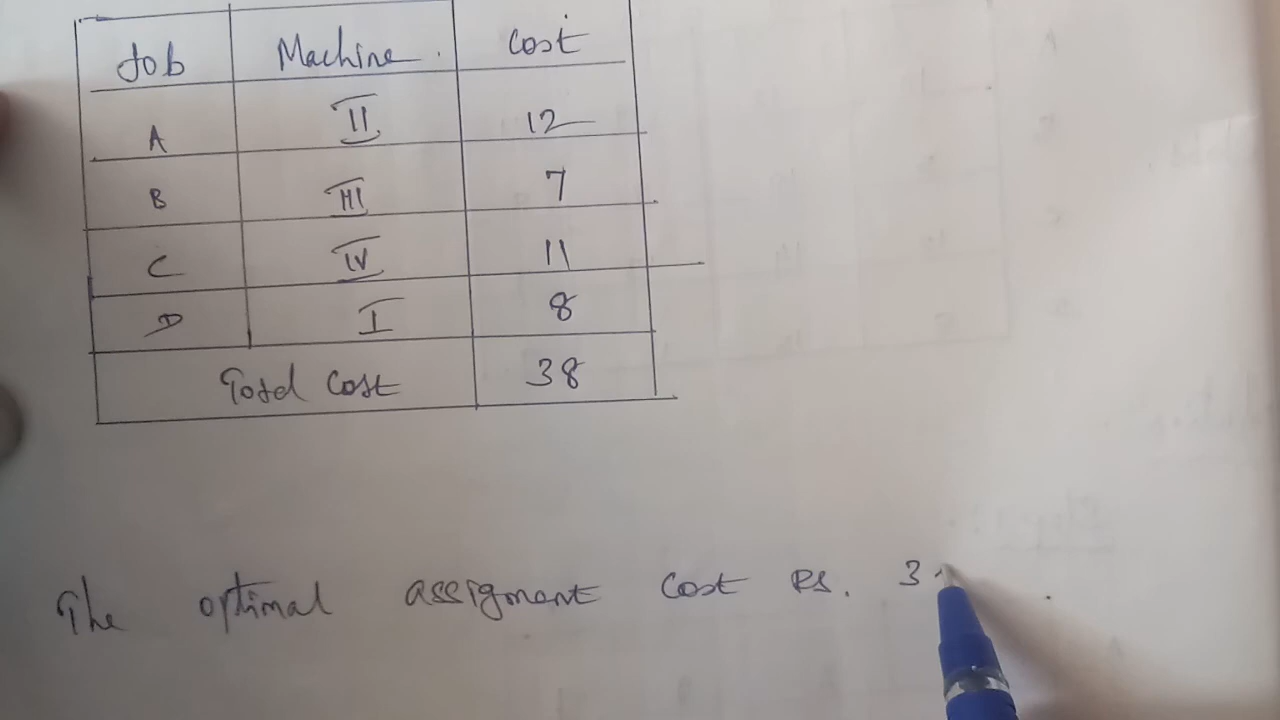 Job Machine Cost
A II 12
B III 7
C IV 11
D I 8
Total Cost 38
The optimal assignment Cost Rs. 3